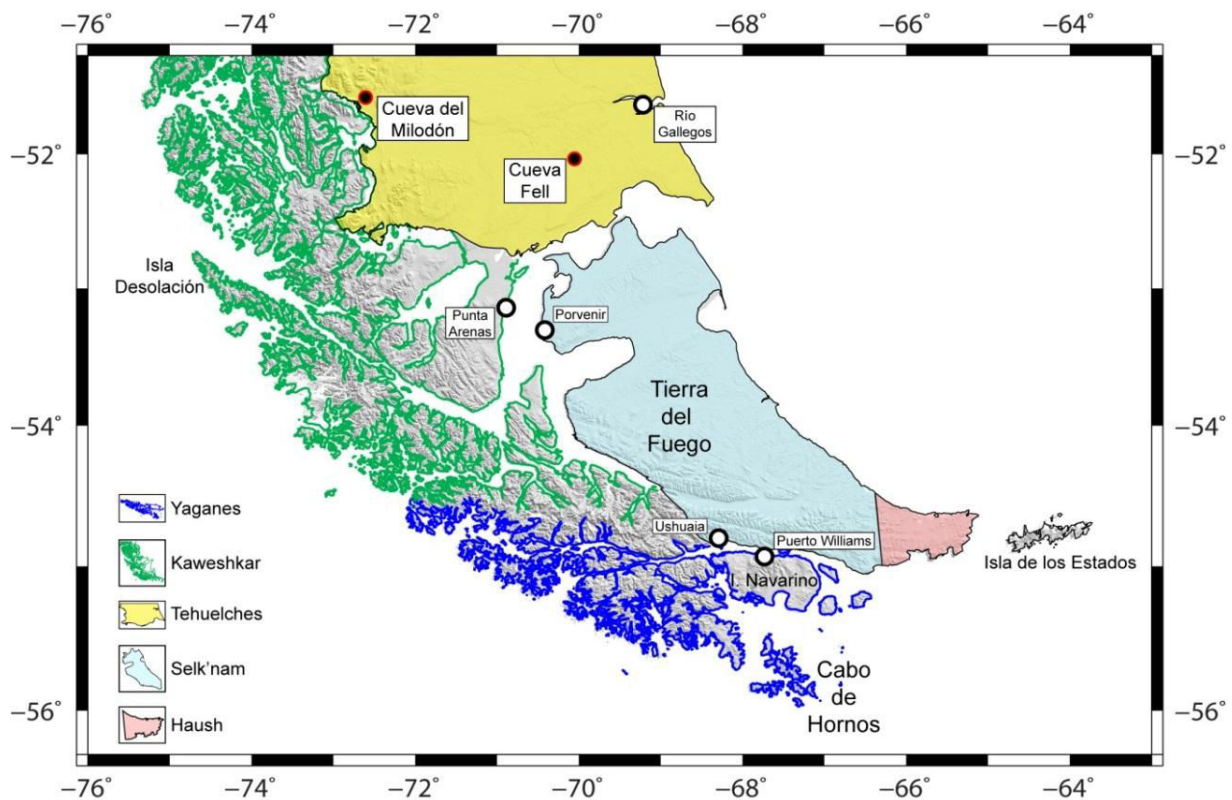 −76° −74° −72° −70° −68° −66° −64°
Cueva del
Milodón
Río
Gallegos
−52° −52°
Cueva
Fell
Isla
Desolación
Punta
Arenas
Porvenir
Tierra
del
Fuego
−54° −54°
Yaganes
Kaweshkar
Tehuelches
Selk'nam
Haush
Ushuaia
Puerto Williams
I. Navarino
Isla de los Estados
Cabo
de
Hornos
−56° −56°
−76° −74° −72° −70° −68° −66° −64°